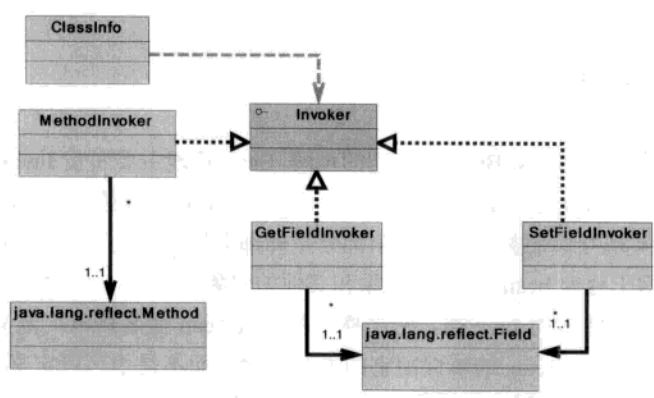 ClassInfo
Invoker
MethodInvoker
*
GetFieldInvoker
SetFieldInvoker
1..1
java.lang.reflect.Method
*
1..1
*
1..1
java.lang.reflect.Field